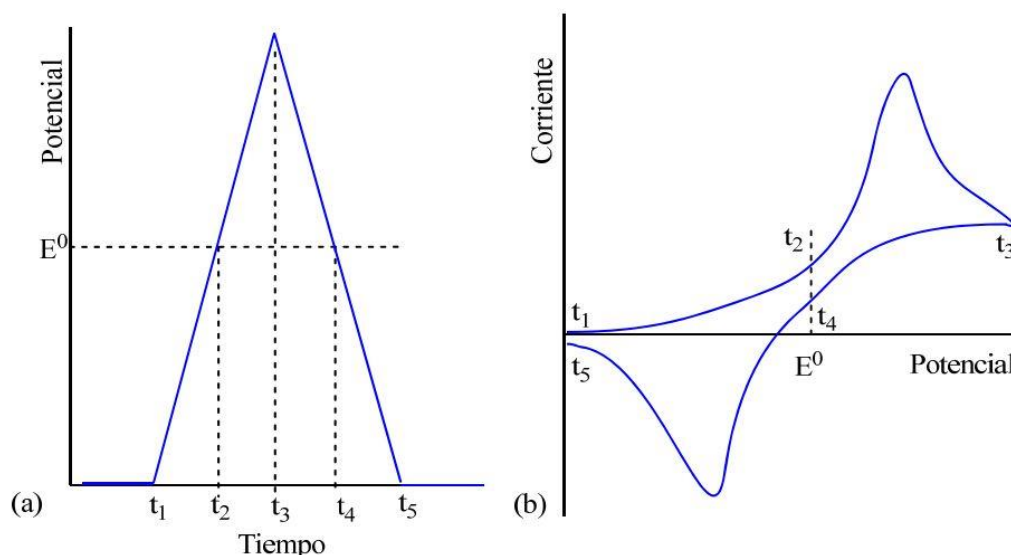 Potencial
E⁰
t₁ t₂ t₃ t₄ t₅
(a)
Tiempo
Corriente
t₂
t₃
t₁
t₄
t₅
E⁰ Potencial
(b)